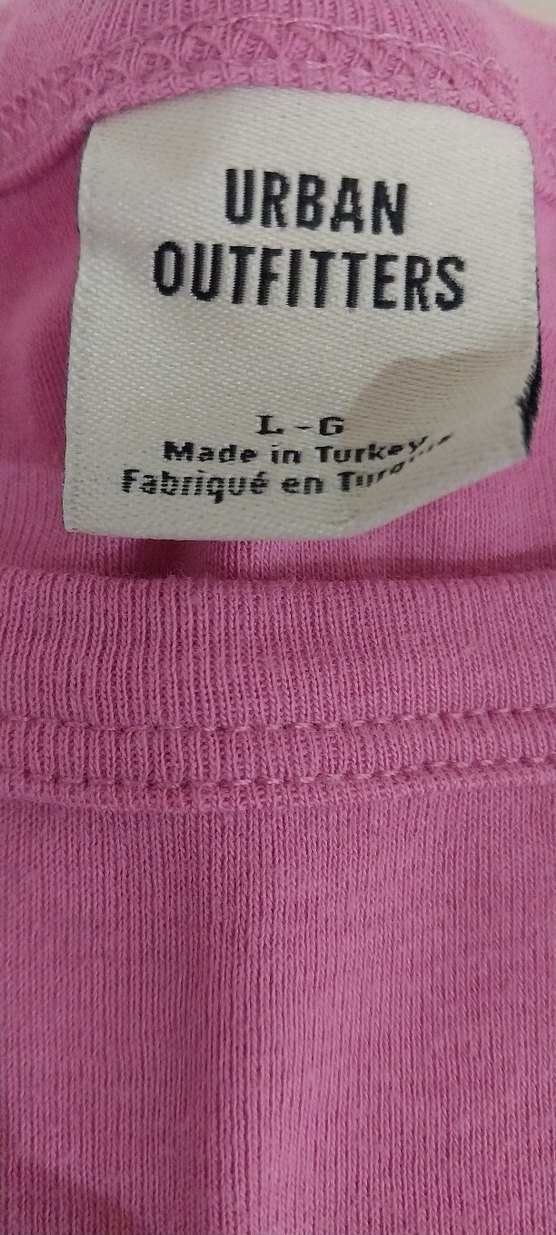 URBAN
OUTFITTERS
L - G
Made in Turkey
Fabriqué en